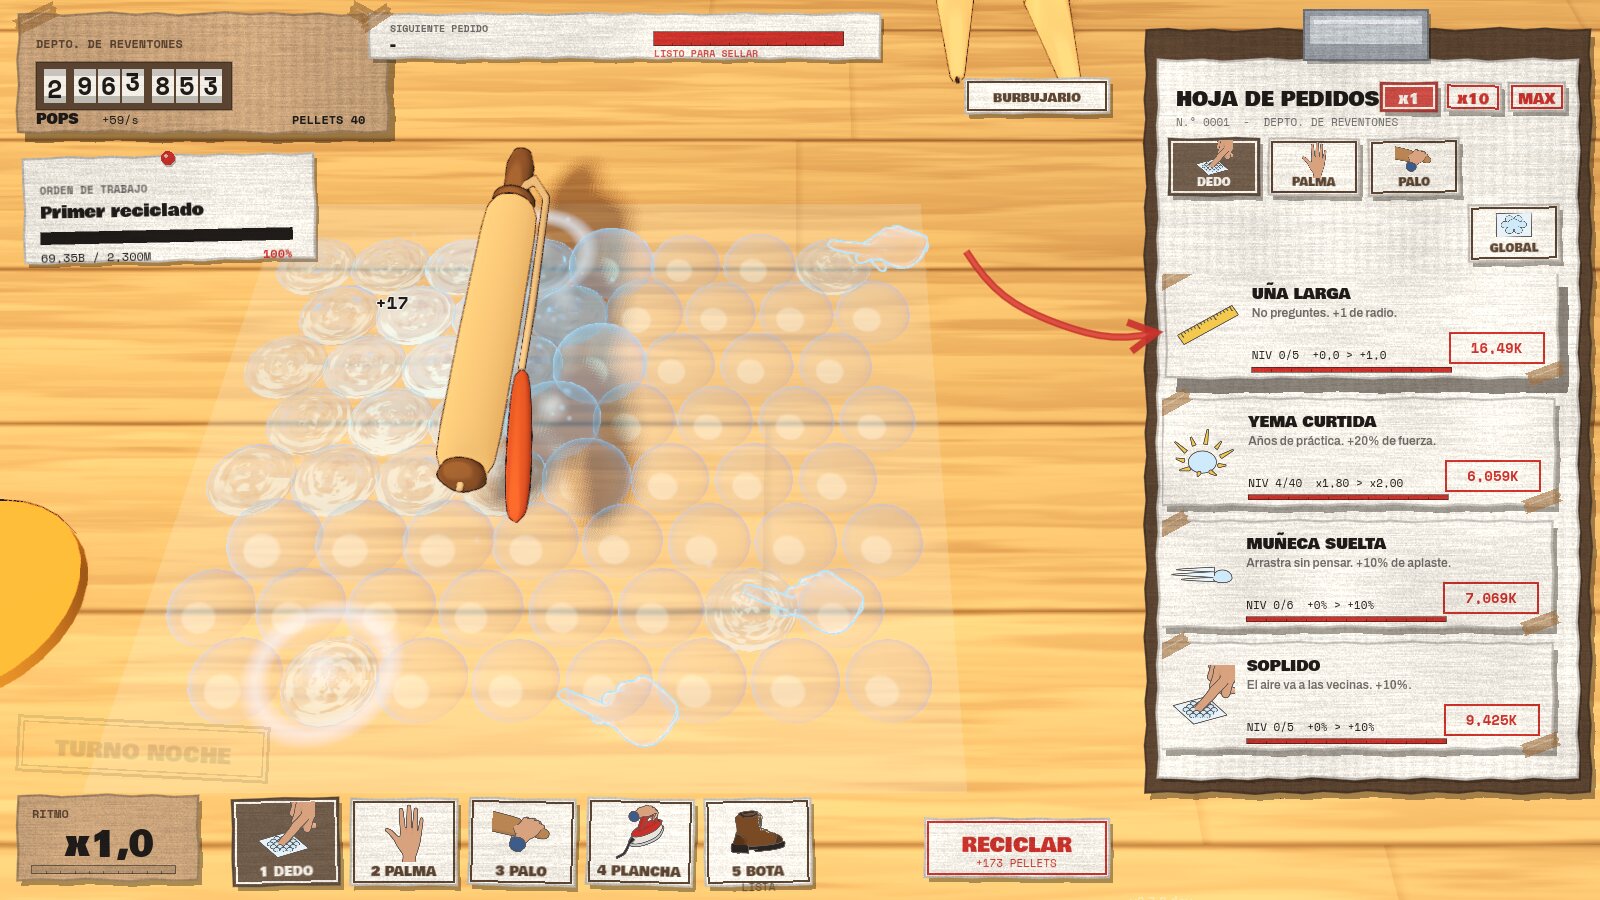 DEPTO. DE REVENTONES
2 963 853
POPS +59/s PELLETS 40
SIGUIENTE PEDIDO
-
LISTO PARA SELLAR
BURBUJARIO
ORDEN DE TRABAJO
Primer reciclado
69.35B / 2,300M 100%
+17
HOJA DE PEDIDOS x1 x10 MAX
N.º 0001 - DEPTO. DE REVENTONES
DEDO PALMA PALO
GLOBAL
UÑA LARGA
No preguntes. +1 de radio.
NIV 0/5 +0,0 > +1,0 16,49K
YEMA CURTIDA
Años de práctica. +20% de fuerza.
NIV 4/40 x1,80 > x2,00 6,059K
MUÑECA SUELTA
Arrastra sin pensar. +10% de aplaste.
NIV 0/6 +0% > +10% 7,069K
SOPLIDO
El aire va a las vecinas. +10%.
NIV 0/5 +0% > +10% 9,425K
TURNO NOCHE
RITMO
x1,0
1 DEDO 2 PALMA 3 PALO 4 PLANCHA 5 BOTA
LISTA
RECICLAR
+173 PELLETS